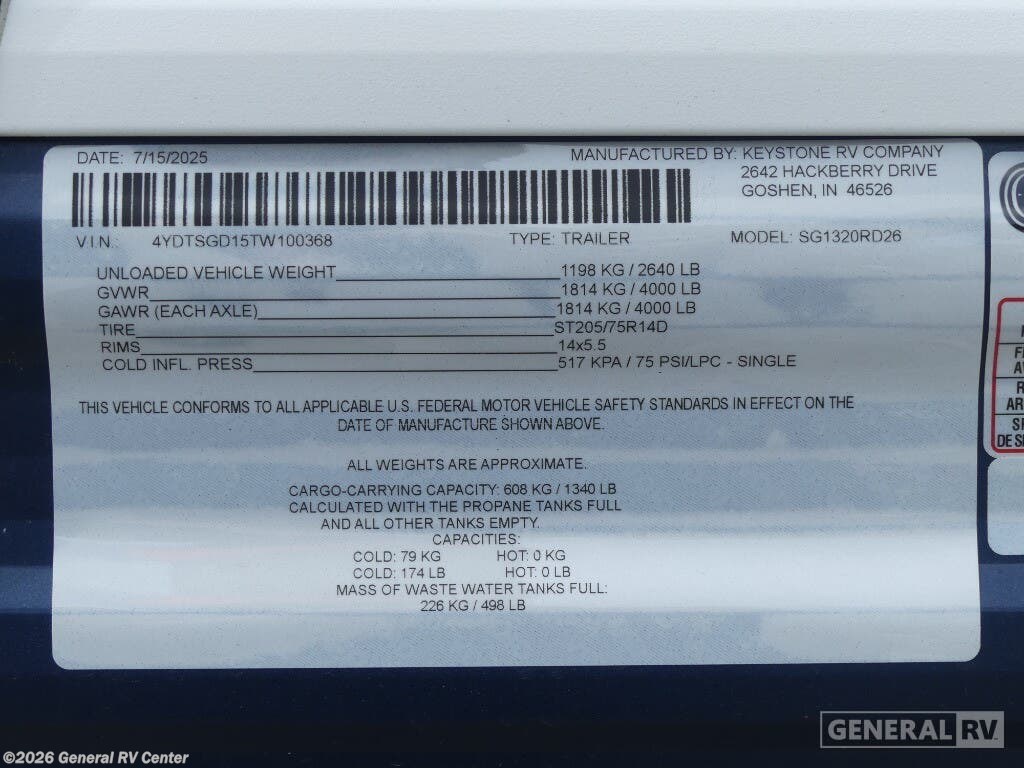 DATE: 7/15/2025
MANUFACTURED BY: KEYSTONE RV COMPANY
2642 HACKBERRY DRIVE
GOSHEN, IN 46526
V.I.N.: 4YDTSGD15TW100368 TYPE: TRAILER MODEL: SG1320RD26
UNLOADED VEHICLE WEIGHT 1198 KG / 2640 LB
GVWR 1814 KG / 4000 LB
GAWR (EACH AXLE) 1814 KG / 4000 LB
TIRE ST205/75R14D
RIMS 14x5.5
COLD INFL. PRESS 517 KPA / 75 PSI/LPC - SINGLE
THIS VEHICLE CONFORMS TO ALL APPLICABLE U.S. FEDERAL MOTOR VEHICLE SAFETY STANDARDS IN EFFECT ON THE
DATE OF MANUFACTURE SHOWN ABOVE.
ALL WEIGHTS ARE APPROXIMATE.
CARGO-CARRYING CAPACITY: 608 KG / 1340 LB
CALCULATED WITH THE PROPANE TANKS FULL
AND ALL OTHER TANKS EMPTY.
CAPACITIES:
COLD: 79 KG HOT: 0 KG
COLD: 174 LB HOT: 0 LB
MASS OF WASTE WATER TANKS FULL:
226 KG / 498 LB
GENERAL RV
©2026 General RV Center